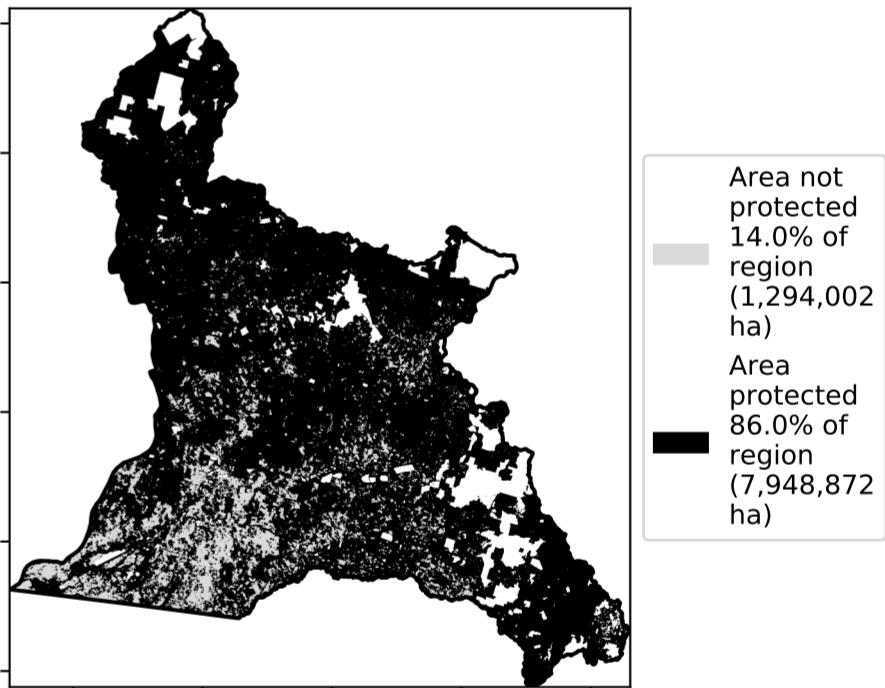 Area not
protected
14.0% of
region
(1,294,002
ha)
Area
protected
86.0% of
region
(7,948,872
ha)